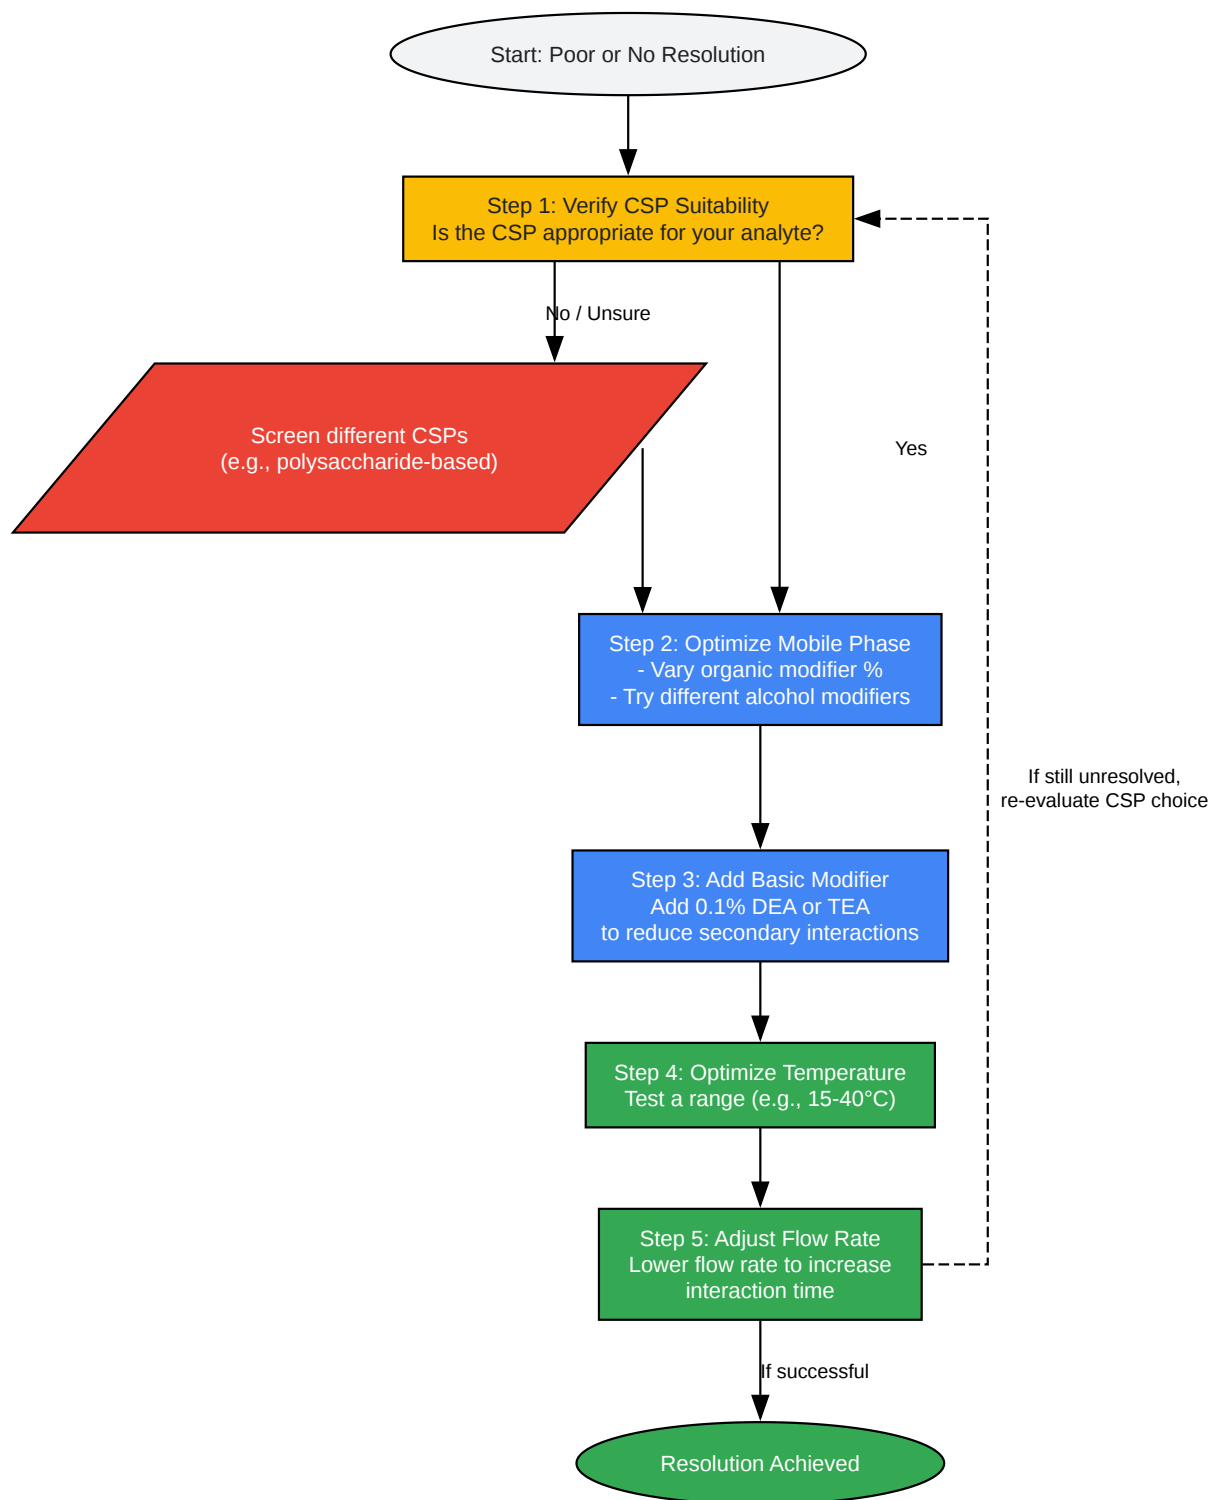 Start: Poor or No Resolution
Step 1: Verify CSP Suitability
Is the CSP appropriate for your analyte?
No / Unsure
Screen different CSPs
(e.g., polysaccharide-based)
Yes
Step 2: Optimize Mobile Phase
- Vary organic modifier %
- Try different alcohol modifiers
If still unresolved,
re-evaluate CSP choice
Step 3: Add Basic Modifier
Add 0.1% DEA or TEA
to reduce secondary interactions
Step 4: Optimize Temperature
Test a range (e.g., 15-40°C)
Step 5: Adjust Flow Rate
Lower flow rate to increase
interaction time
If successful
Resolution Achieved